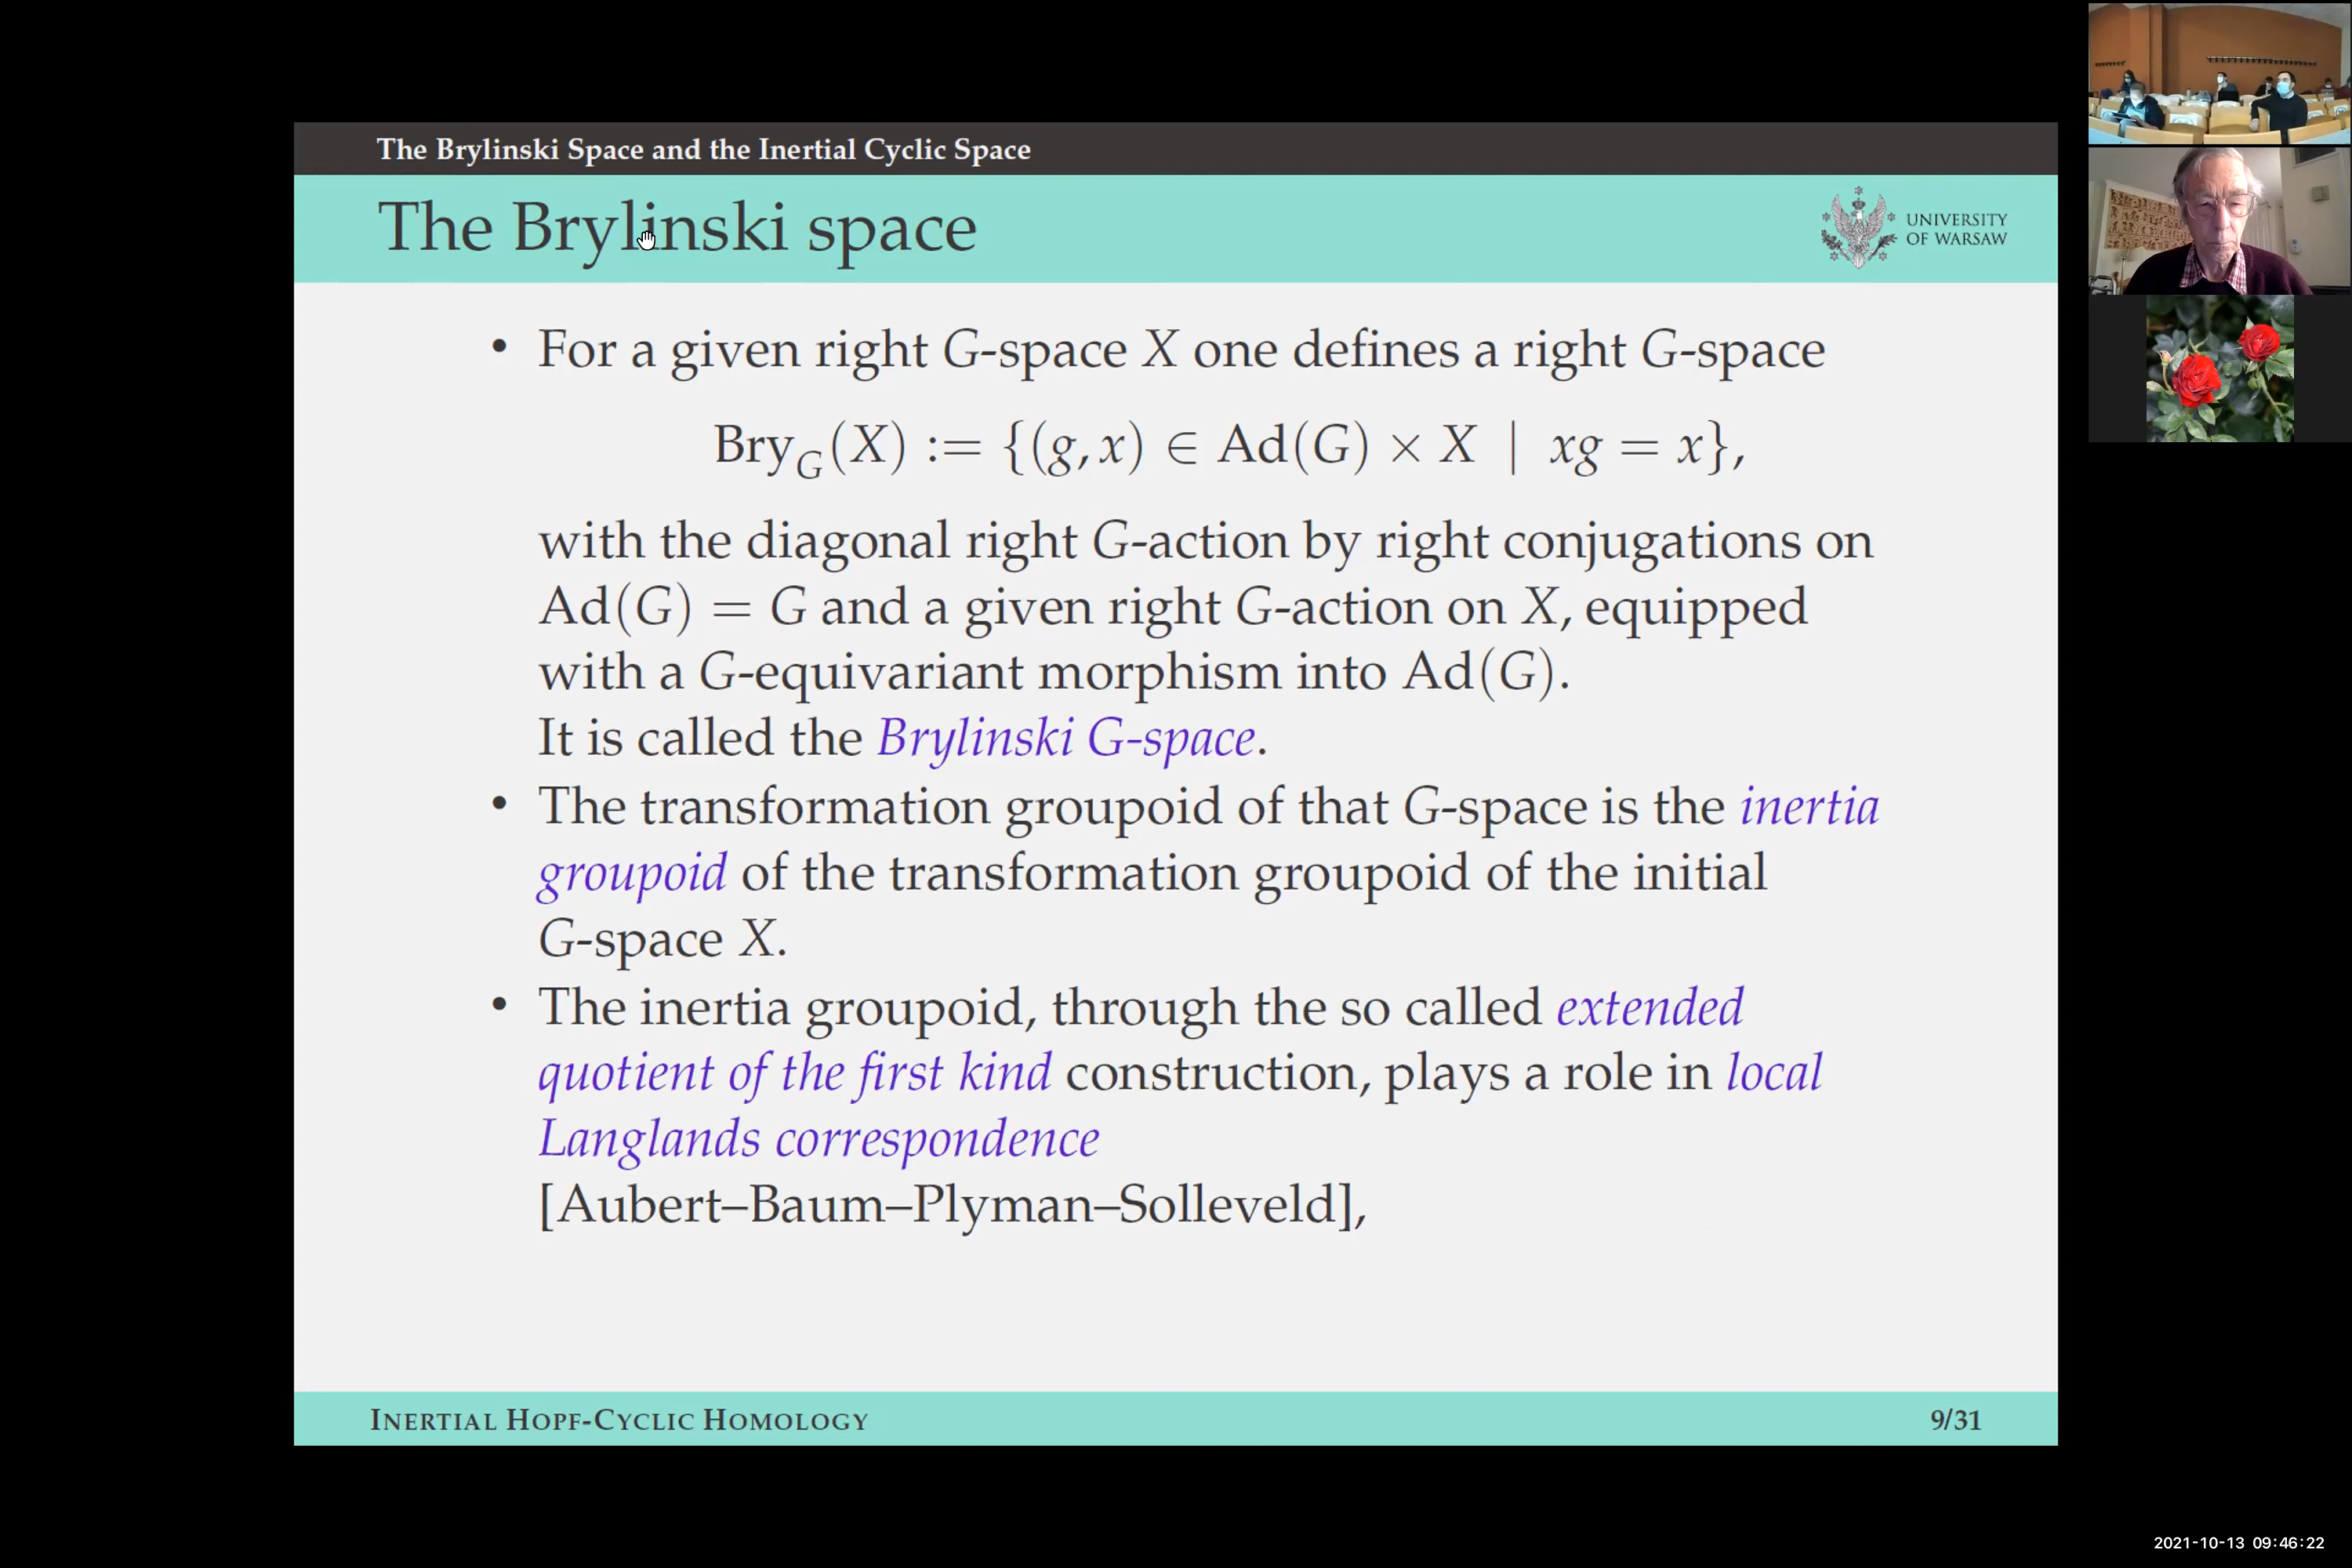 The Brylinski Space and the Inertial Cyclic Space
The Brylinski space
UNIVERSITY
OF WARSAW
• For a given right G-space X one defines a right G-space
Bry_G(X) := {(g, x) ∈ Ad(G) × X | xg = x},
with the diagonal right G-action by right conjugations on
Ad(G) = G and a given right G-action on X, equipped
with a G-equivariant morphism into Ad(G).
It is called the Brylinski G-space.
• The transformation groupoid of that G-space is the inertia
groupoid of the transformation groupoid of the initial
G-space X.
• The inertia groupoid, through the so called extended
quotient of the first kind construction, plays a role in local
Langlands correspondence
[Aubert–Baum–Plyman–Solleveld],
INERTIAL HOPF-CYCLIC HOMOLOGY
9/31
2021-10-13 09:46:22